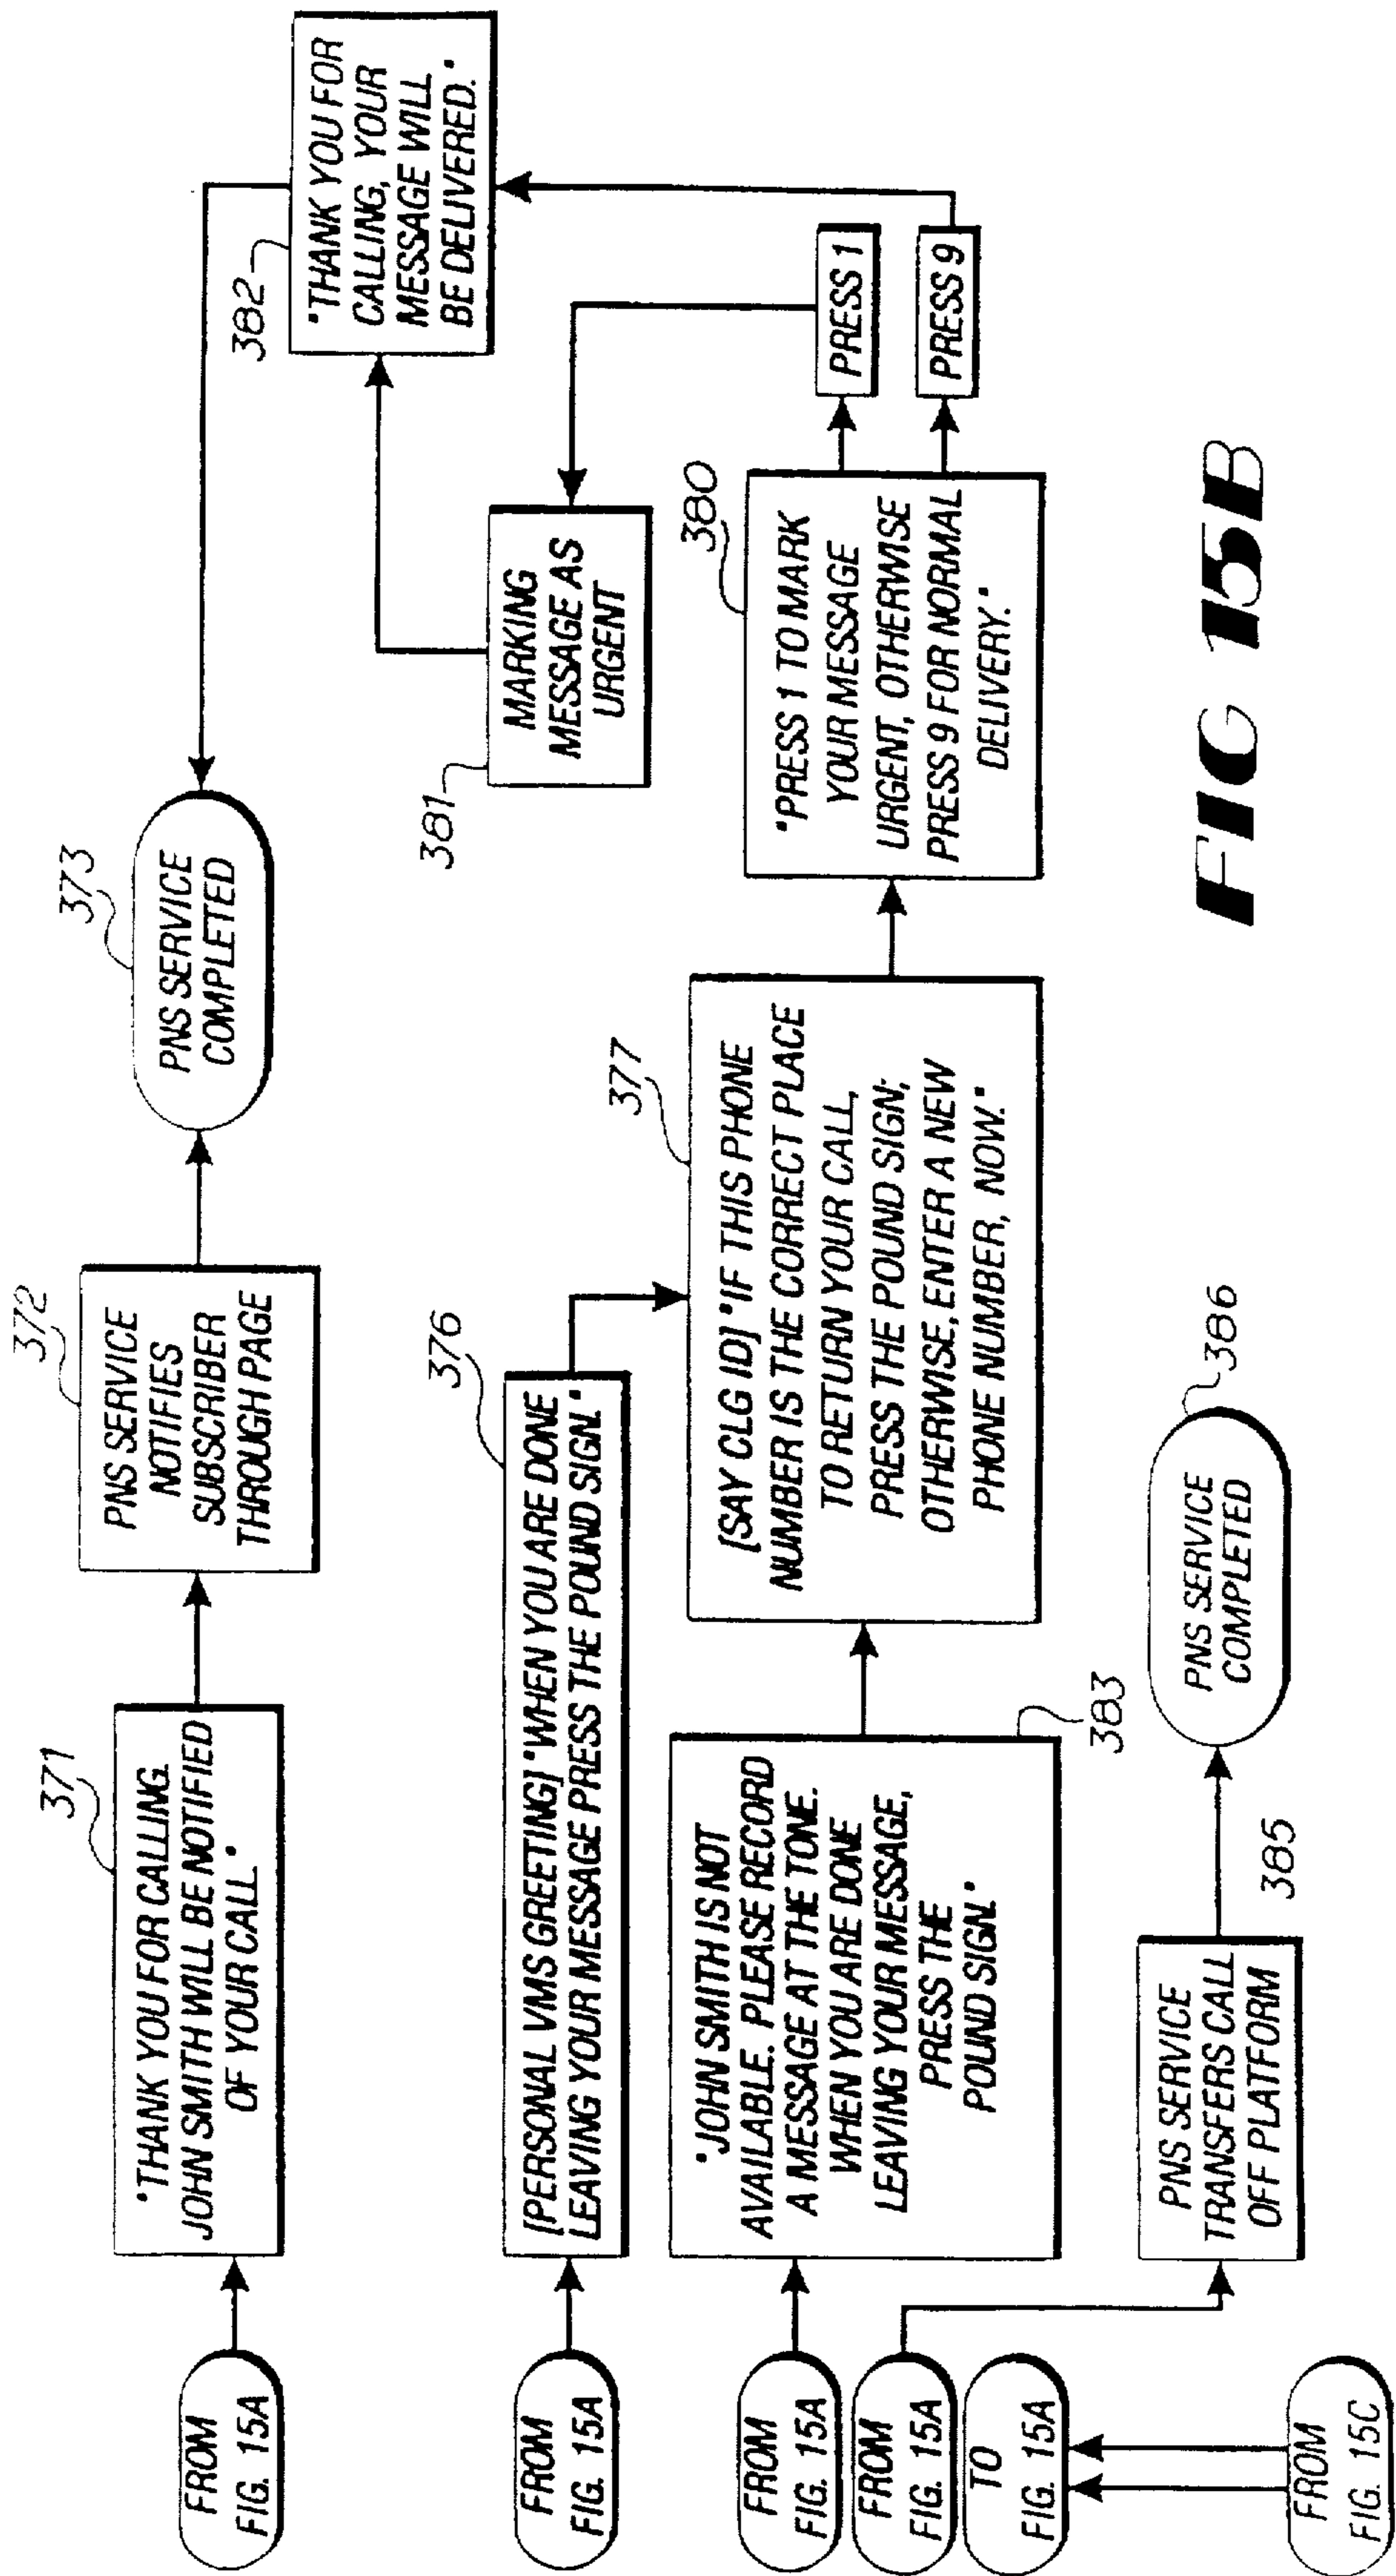 FROM
FIG. 15A
371
"THANK YOU FOR CALLING.
JOHN SMITH WILL BE NOTIFIED
OF YOUR CALL."
372
PNS SERVICE
NOTIFIES
SUBSCRIBER
THROUGH PAGE
373
PNS SERVICE
COMPLETED
382
"THANK YOU FOR
CALLING, YOUR
MESSAGE WILL
BE DELIVERED."
FROM
FIG. 15A
376
[PERSONAL VMS GREETING] "WHEN YOU ARE DONE
LEAVING YOUR MESSAGE PRESS THE POUND SIGN."
381
MARKING
MESSAGE AS
URGENT
FROM
FIG. 15A
"JOHN SMITH IS NOT
AVAILABLE. PLEASE RECORD
A MESSAGE AT THE TONE.
WHEN YOU ARE DONE
LEAVING YOUR MESSAGE,
PRESS THE
POUND SIGN."
383
377
[SAY CLG ID] "IF THIS PHONE
NUMBER IS THE CORRECT PLACE
TO RETURN YOUR CALL,
PRESS THE POUND SIGN;
OTHERWISE, ENTER A NEW
PHONE NUMBER, NOW."
380
"PRESS 1 TO MARK
YOUR MESSAGE
URGENT, OTHERWISE
PRESS 9 FOR NORMAL
DELIVERY."
PRESS 1
PRESS 9
FROM
FIG. 15A
TO
FIG. 15A
FROM
FIG. 15C
PNS SERVICE
TRANSFERS CALL
OFF PLATFORM
385
PNS SERVICE
COMPLETED
386
FIG 15B